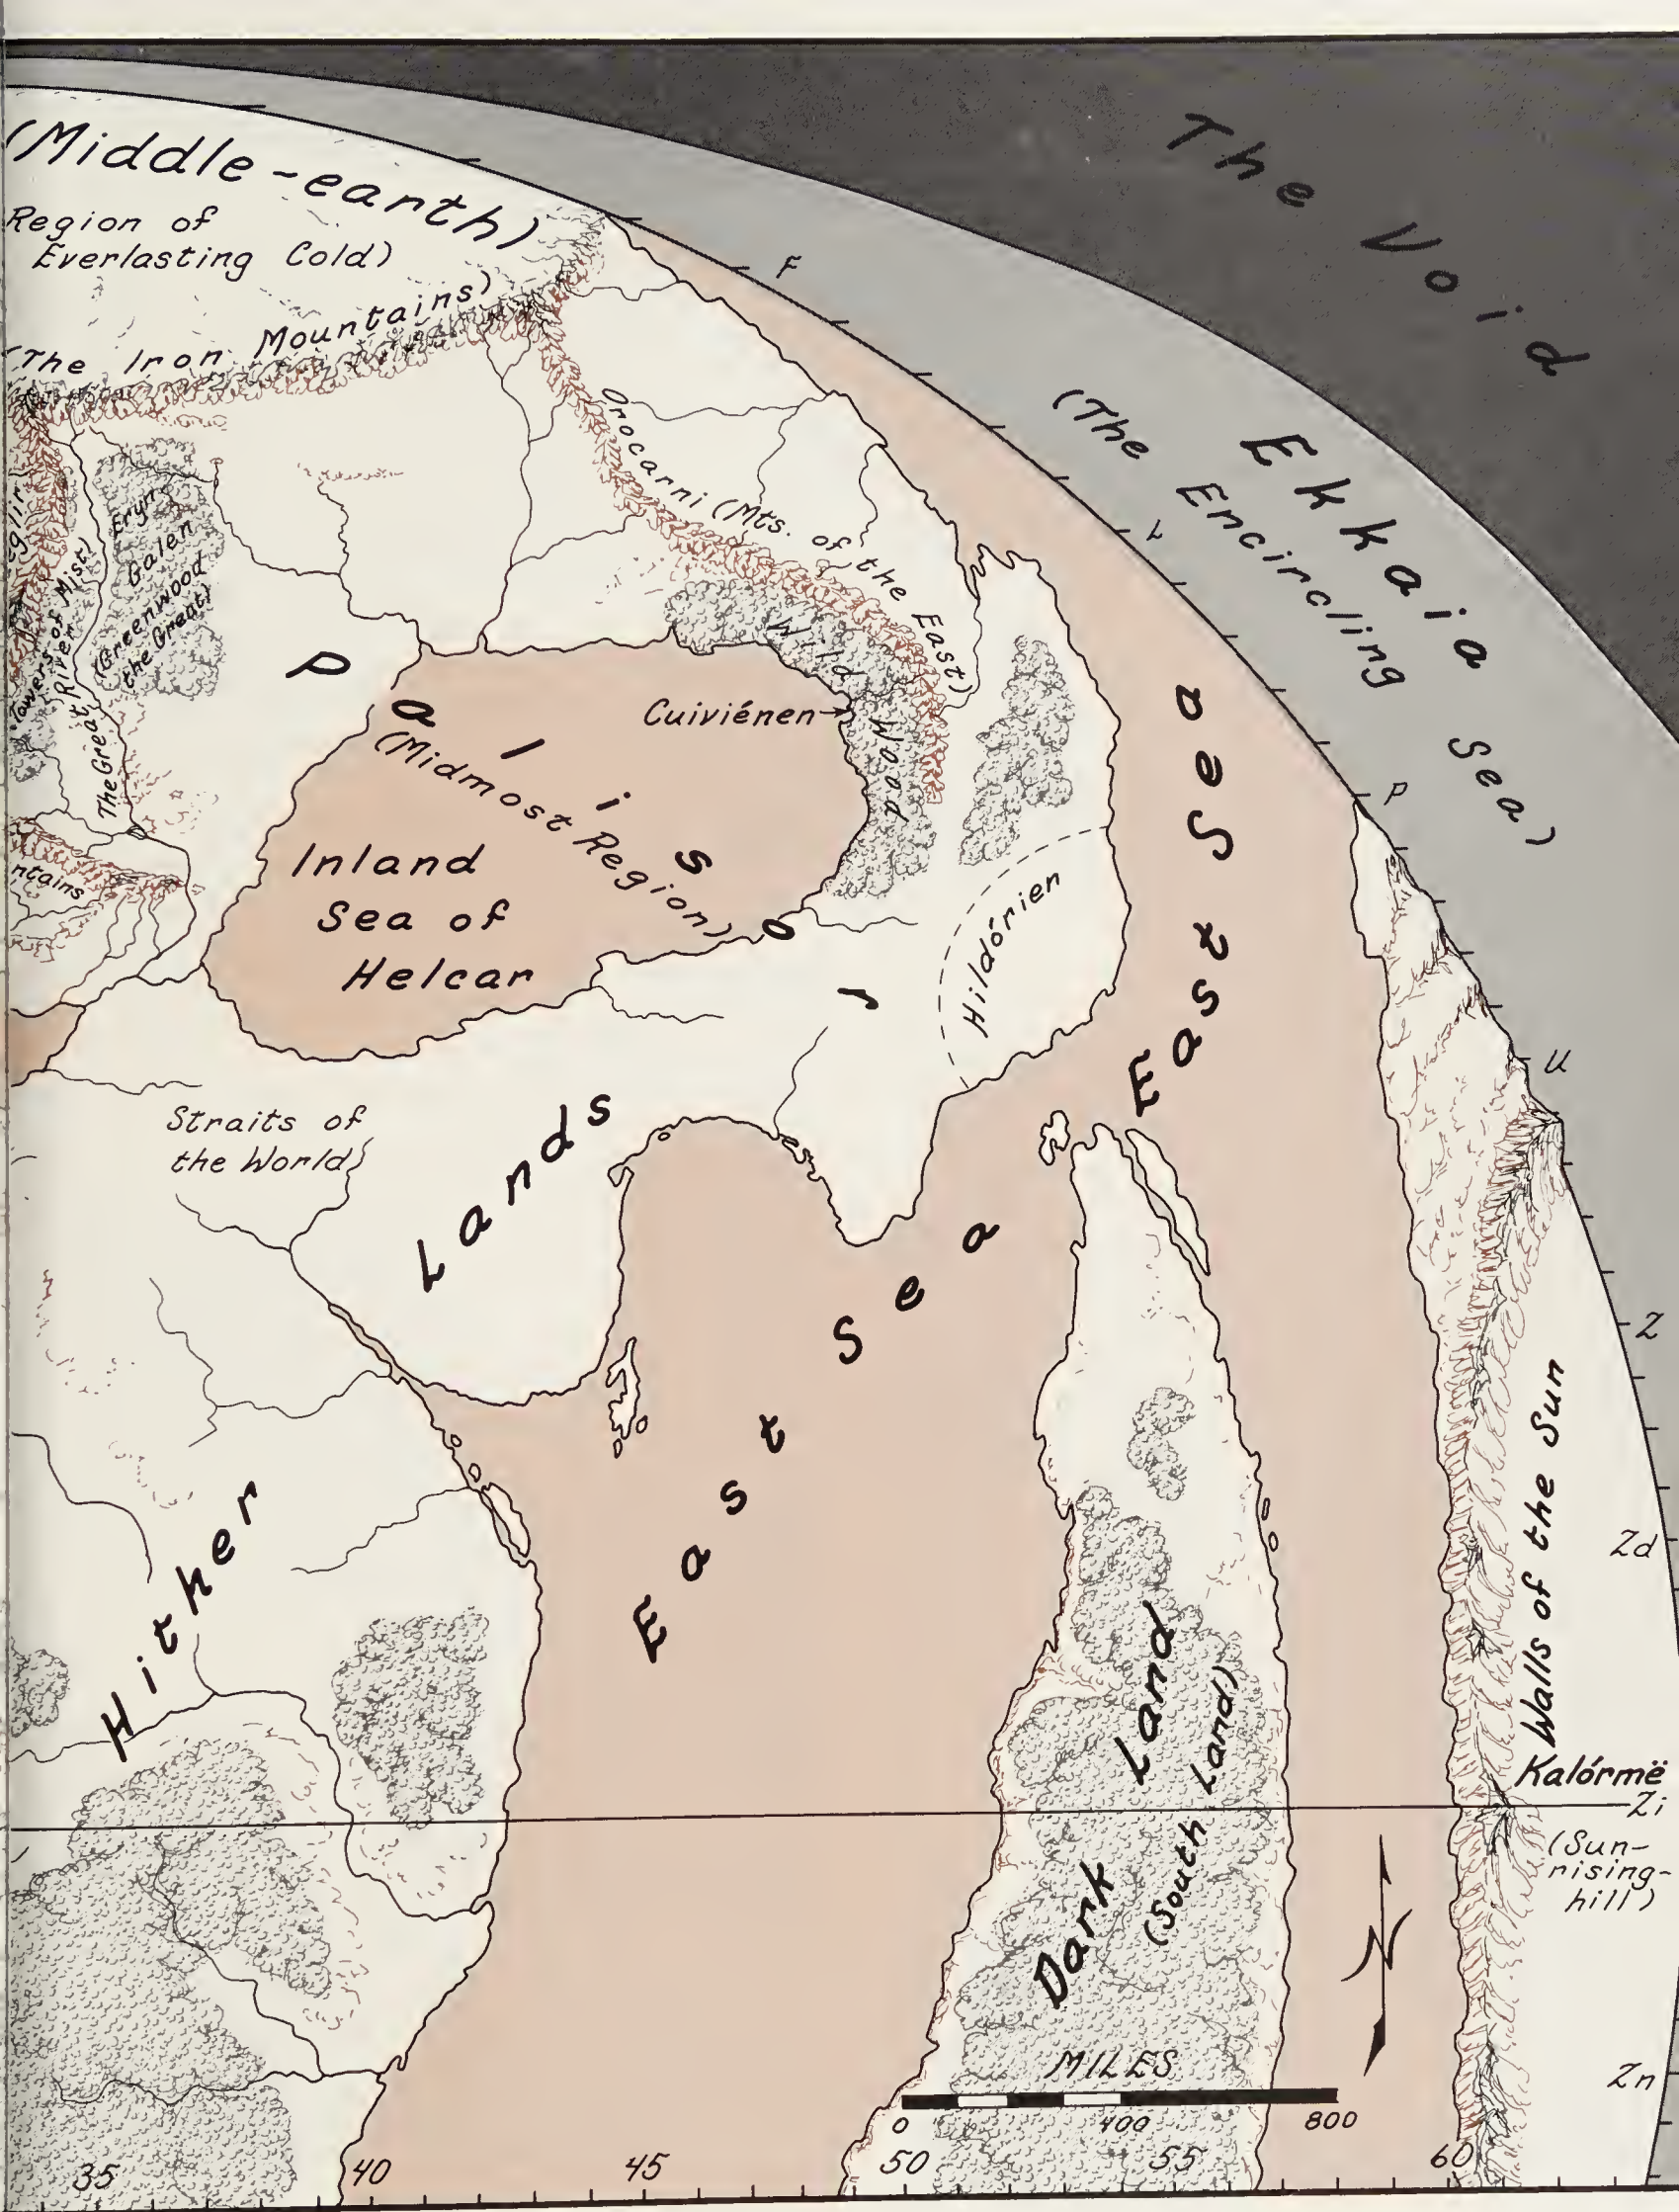 The Void
(Middle-earth)
Region of
Everlasting Cold)
(The Iron Mountains)
F
Ekkaia
(The Encircling Sea)
Orocarni (Mts. of the East)
L
Eryn
Galen
(Greenwood
the Great)
Towers of Mist)
The Great River
Wild Wood
Cuiviénen
Palisor
(Midmost Region)
Inland
Sea of
Helcar
P
East Sea
Hildórien
ntains
U
Straits of
the World)
Hither Lands
East Sea
Z
Walls of the Sun
Zd
Dark Land
(South Land)
Kalórmë
Zi
(Sun-
rising-
hill)
N
MILES
0 400 800
Zn
35 40 45 50 55 60